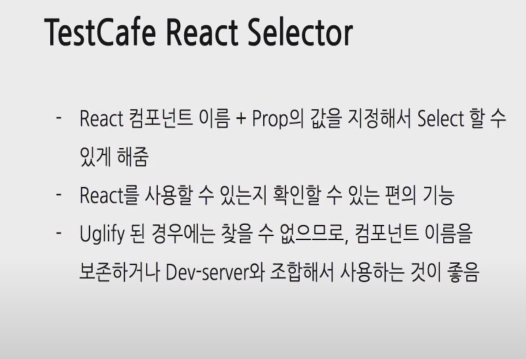 TestCafe React Selector
- React 컴포넌트 이름 + Prop의 값을 지정해서 Select 할 수
있게 해줌
- React를 사용할 수 있는지 확인할 수 있는 편의 기능
- Uglify 된 경우에는 찾을 수 없으므로, 컴포넌트 이름을
보존하거나 Dev-server와 조합해서 사용하는 것이 좋음